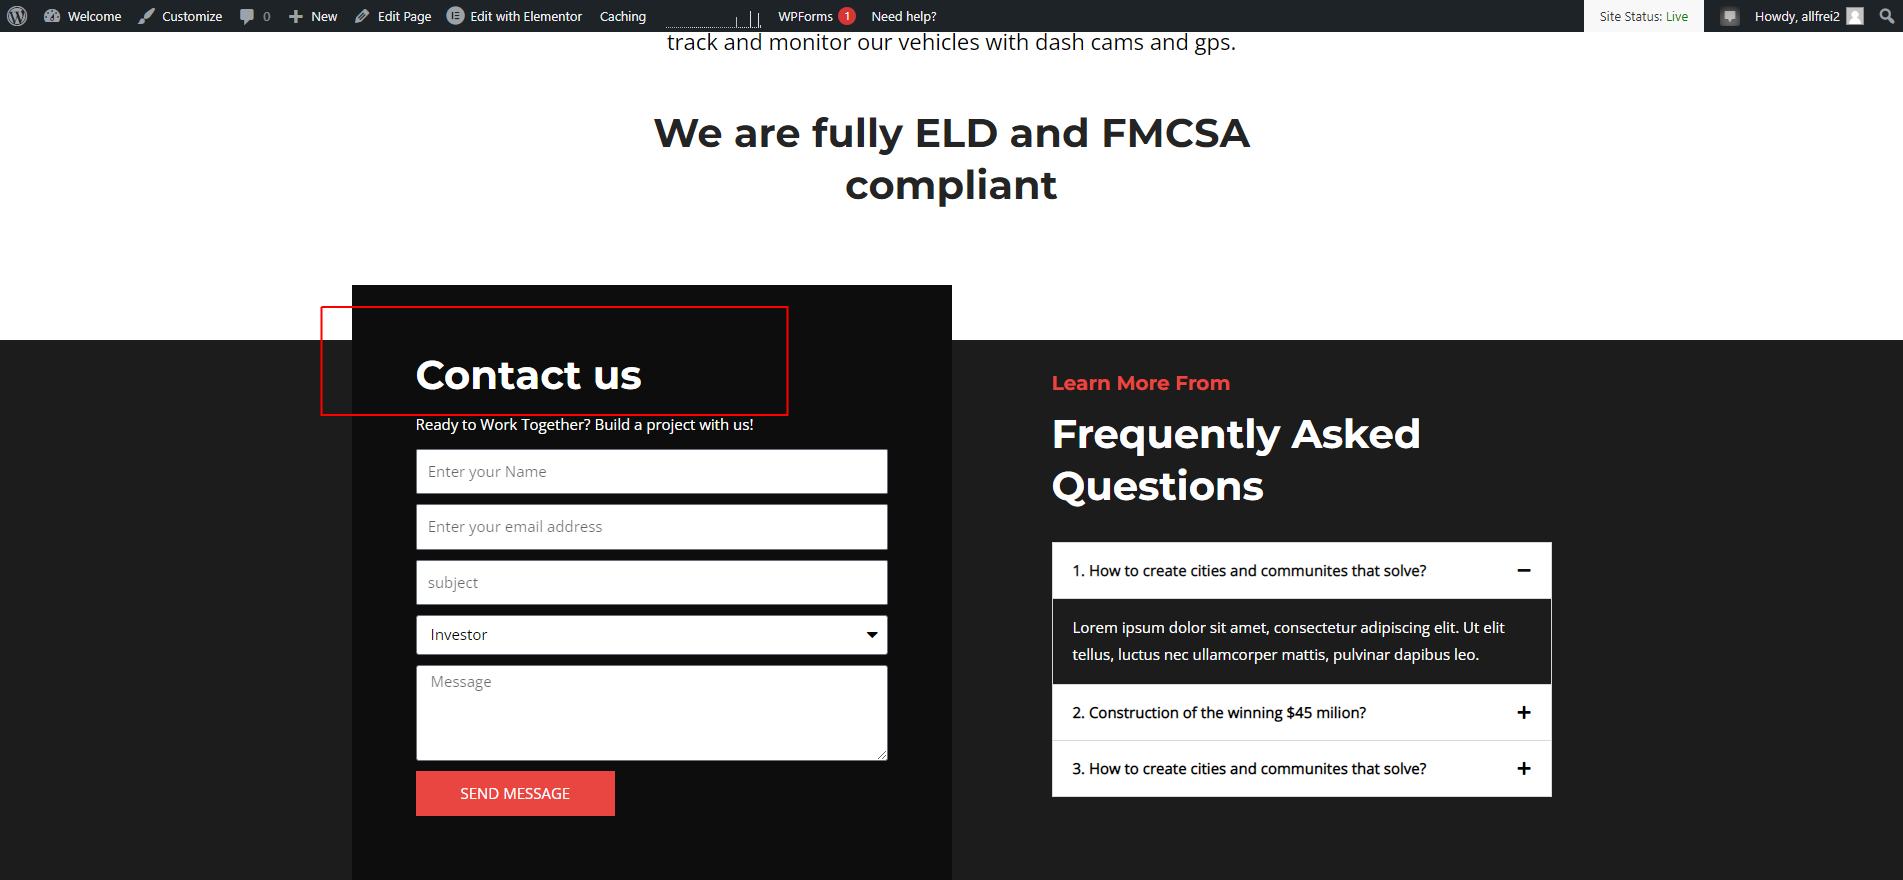 Welcome Customize 0 New Edit Page Edit with Elementor Caching WPForms 1 Need help? Site Status: Live Howdy, allfrei2
track and monitor our vehicles with dash cams and gps.
We are fully ELD and FMCSA
compliant
Contact us
Ready to Work Together? Build a project with us!
Enter your Name
Enter your email address
subject
Investor
Message
SEND MESSAGE
Learn More From
Frequently Asked
Questions
1. How to create cities and communites that solve?
Lorem ipsum dolor sit amet, consectetur adipiscing elit. Ut elit
tellus, luctus nec ullamcorper mattis, pulvinar dapibus leo.
2. Construction of the winning $45 milion?
3. How to create cities and communites that solve?